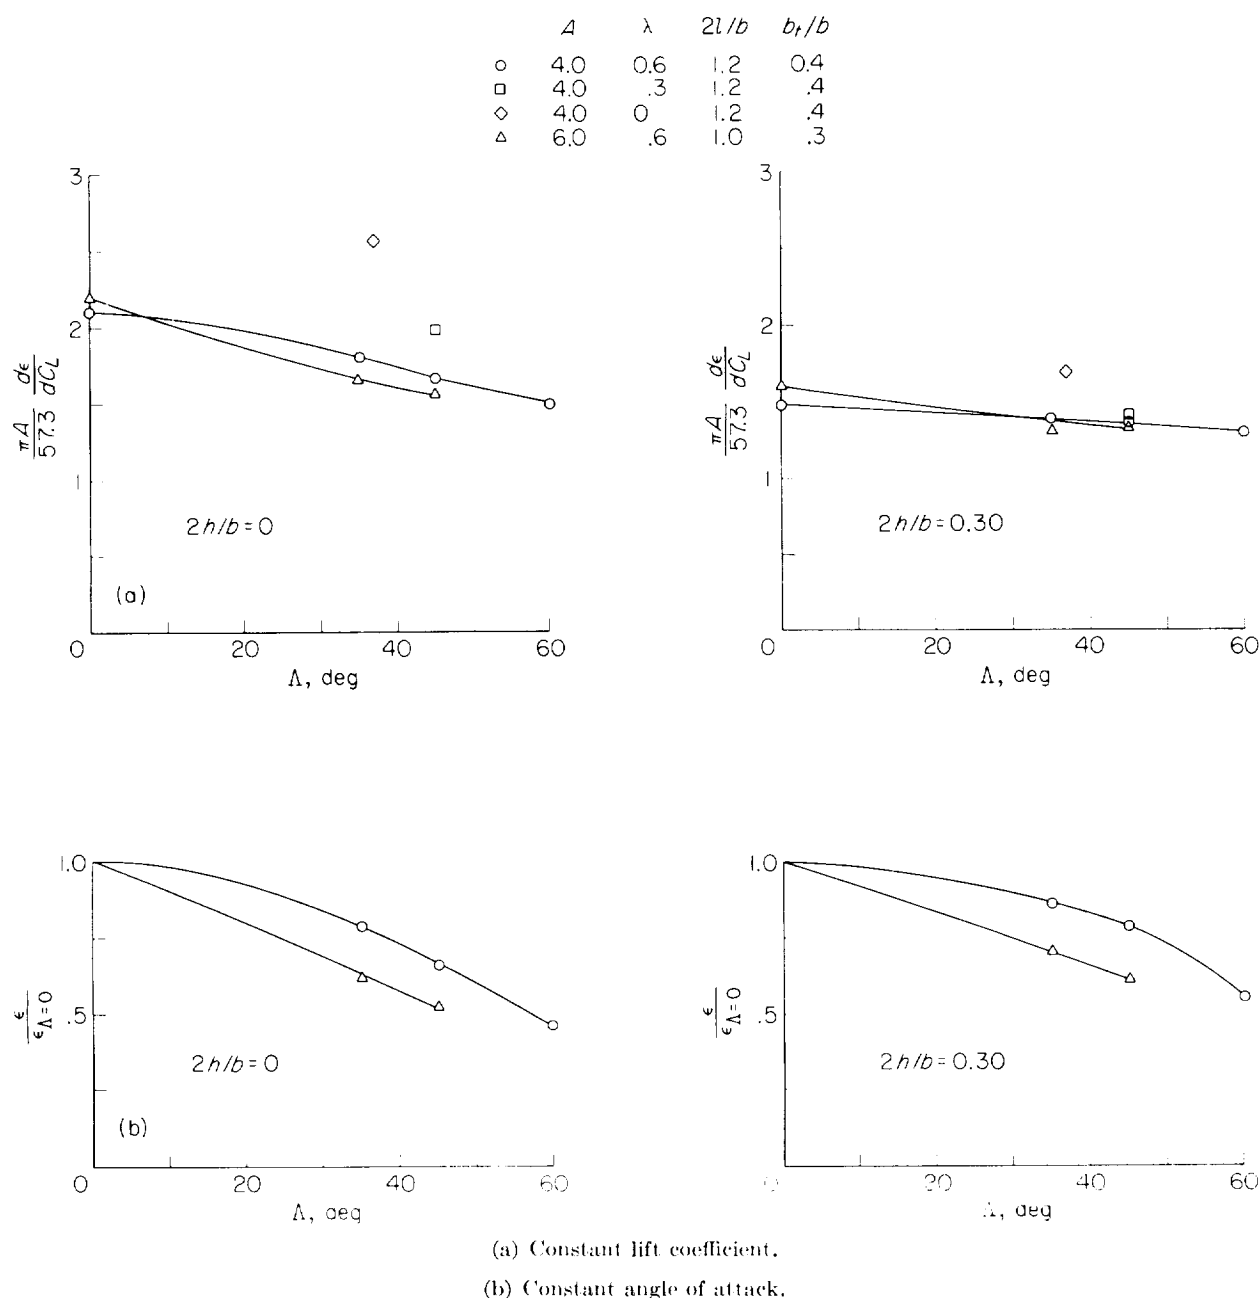 A λ 2l/b b_t/b
4.0 0.6 1.2 0.4
4.0 .3 1.2 .4
4.0 0 1.2 .4
6.0 .6 1.0 .3
3
2
1
πA/57.3 dϵ/dC_L
2h/b=0
(a)
0 20 40 60
Λ, deg
3
2
1
πA/57.3 dϵ/dC_L
2h/b=0.30
0 20 40 60
Λ, deg
1.0
.5
ϵ/ϵ_Λ=0
2h/b=0
(b)
0 20 40 60
Λ, deg
1.0
.5
ϵ/ϵ_Λ=0
2h/b=0.30
0 20 40 60
Λ, deg
(a) Constant lift coefficient.
(b) Constant angle of attack.